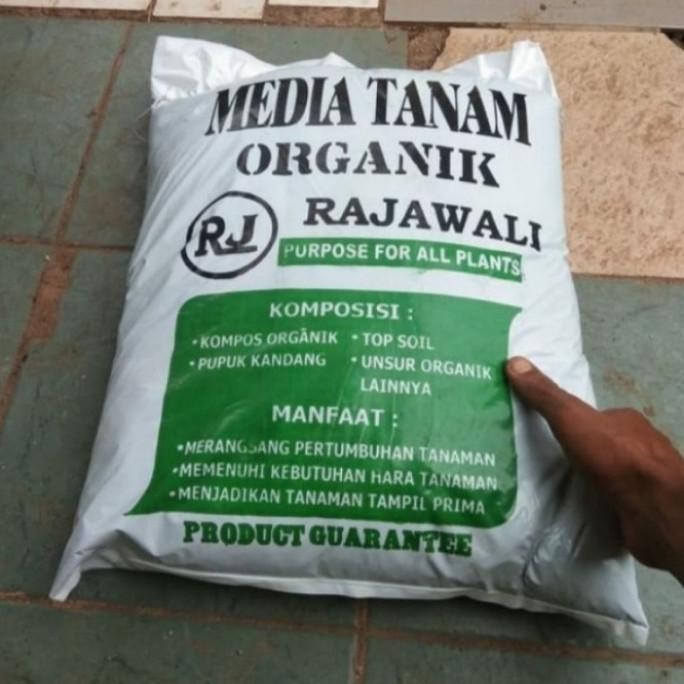 MEDIA TANAM
ORGANIK
RJ
RAJAWALI
PURPOSE FOR ALL PLANTS
KOMPOSISI :
• KOMPOS ORGANIK
• TOP SOIL
• PUPUK KANDANG
• UNSUR ORGANIK
LAINNYA
MANFAAT :
• MERANGSANG PERTUMBUHAN TANAMAN
• MEMENUHI KEBUTUHAN HARA TANAMAN
• MENJADIKAN TANAMAN TAMPIL PRIMA
PRODUCT GUARANTEE